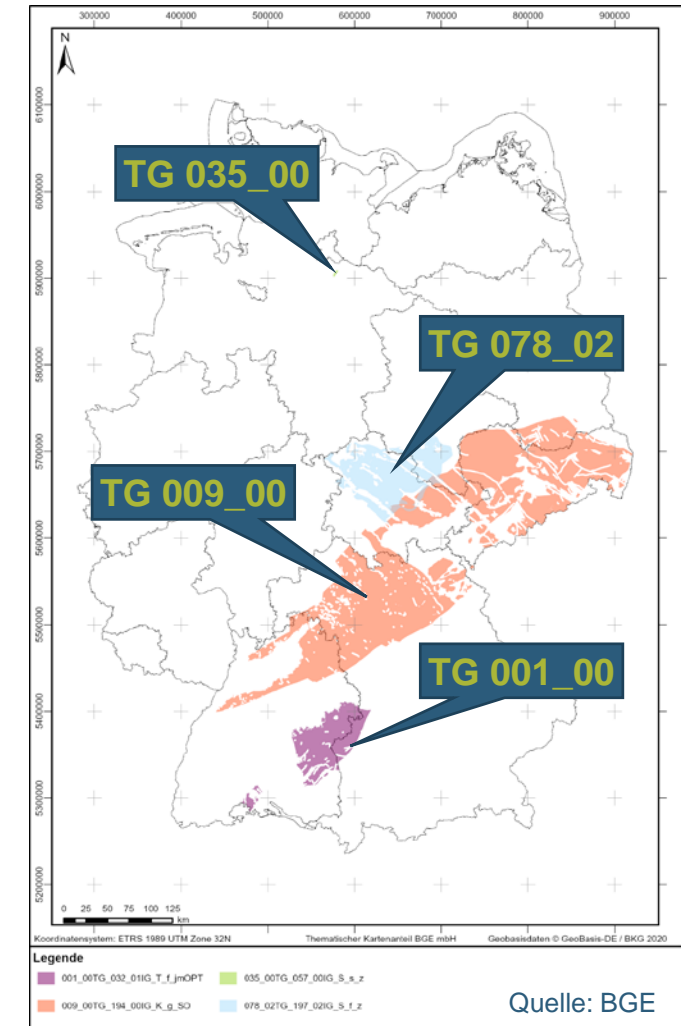 300000 400000 500000 600000 700000 800000 900000
N
6100000
6000000
5900000
5800000
5700000
5600000
5500000
5400000
5300000
5200000
TG 035_00
TG 078_02
TG 009_00
TG 001_00
0 25 50 75 100 125
km
Koordinatensystem: ETRS 1989 UTM Zone 32N Thematischer Kartenanteil BGE mbH Geobasisdaten © GeoBasis-DE / BKG 2020
Legende
001_00TG_032_01IG_T_f_jmOPT 035_00TG_057_00IG_S_s_z
009_00TG_194_00IG_K_g_SO 078_02TG_197_02IG_S_f_z
Quelle: BGE